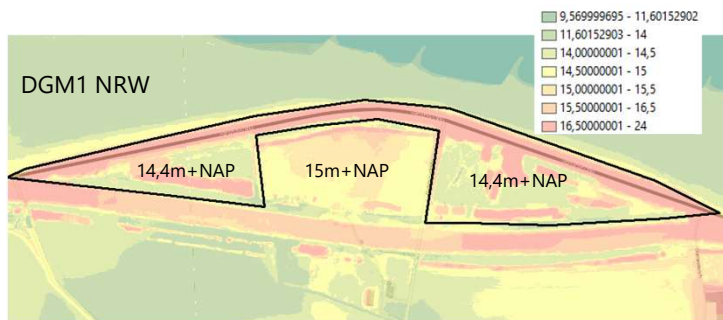 9,569999695 - 11,60152902
11,60152903 - 14
14,00000001 - 14,5
14,50000001 - 15
15,00000001 - 15,5
15,50000001 - 16,5
16,50000001 - 24
DGM1 NRW
14,4m+NAP
15m+NAP
14,4m+NAP